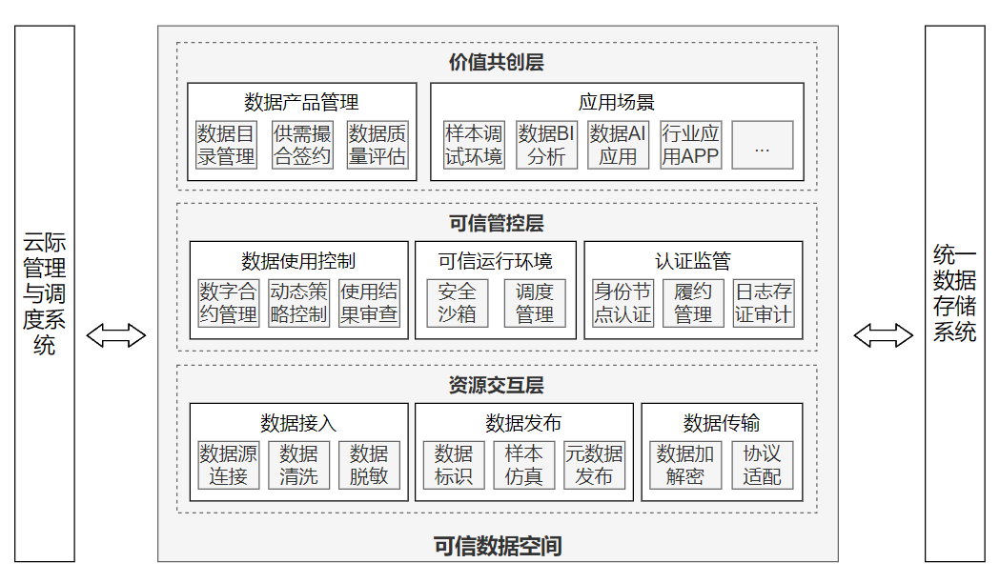 云际
管理
与调
度系
统
价值共创层
数据产品管理
数据目
录管理
供需撮
合签约
数据质
量评估
应用场景
样本调
试环境
数据BI
分析
数据AI
应用
行业应
用APP
...
可信管控层
数据使用控制
数字合
约管理
动态策
略控制
使用结
果审查
可信运行环境
安全
沙箱
调度
管理
认证监管
身份节
点认证
履约
管理
日志存
证审计
资源交互层
数据接入
数据源
连接
数据
清洗
数据
脱敏
数据发布
数据
标识
样本
仿真
元数据
发布
数据传输
数据加
解密
协议
适配
可信数据空间
统一
数据
存储
系统